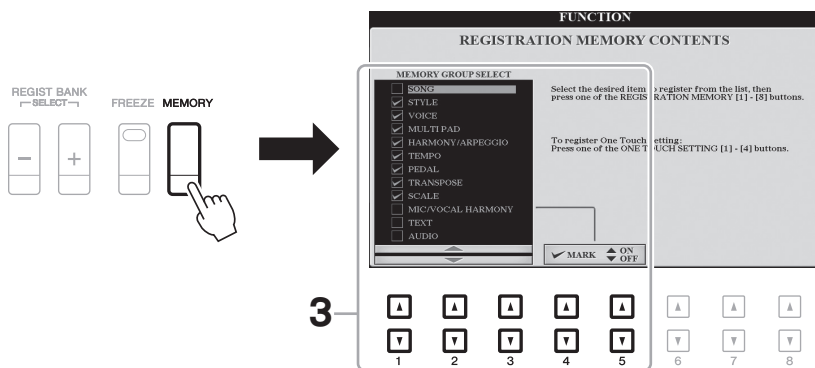 FUNCTION
REGISTRATION MEMORY CONTENTS
REGIST BANK
SELECT
FREEZE
MEMORY
- +
MEMORY GROUP SELECT
SONG
STYLE
VOICE
MULTI PAD
HARMONY/ARPEGGIO
TEMPO
PEDAL
TRANSPOSE
SCALE
MIC/VOCAL HARMONY
TEXT
AUDIO
Select the desired item to register from the list, then
press one of the REGISTRATION MEMORY [1] - [8] buttons.
To register One Touch Setting:
Press one of the ONE TOUCH SETTING [1] - [4] buttons.
MARK ON
OFF
3
1 2 3 4 5 6 7 8